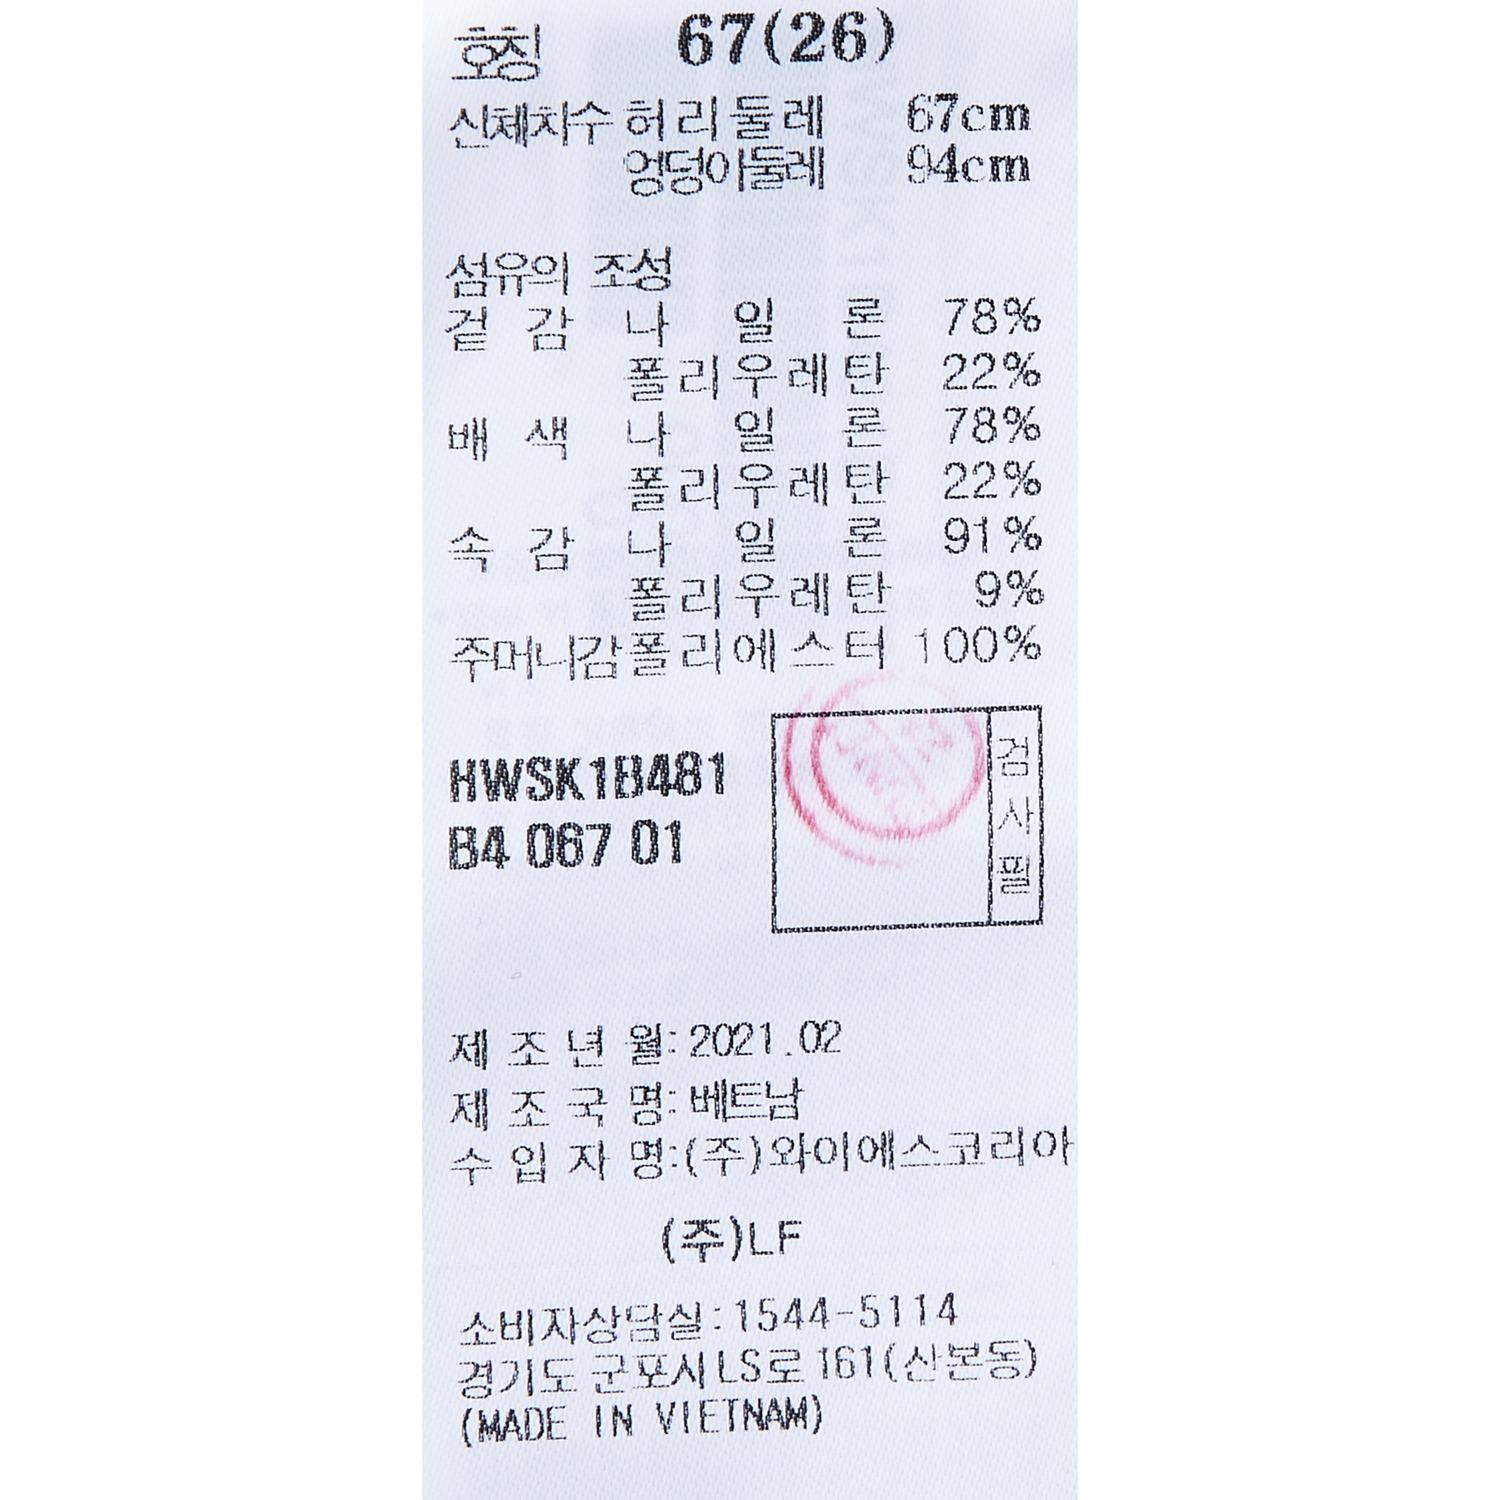 호칭 67(26)
신체치수 허리둘레 67cm
엉덩이둘레 94cm
섬유의 조성
겉감 나일론 78%
폴리우레탄 22%
배색 나일론 78%
폴리우레탄 22%
속감 나일론 91%
폴리우레탄 9%
주머니감 폴리에스터 100%
HWSK1B481
B4 067 01
검사필
제조년월: 2021.02
제조국명: 베트남
수입자명:(주)와이에스코리아
(주)LF
소비자상담실:1544-5114
경기도 군포시 LS로 161(산본동)
(MADE IN VIETNAM)